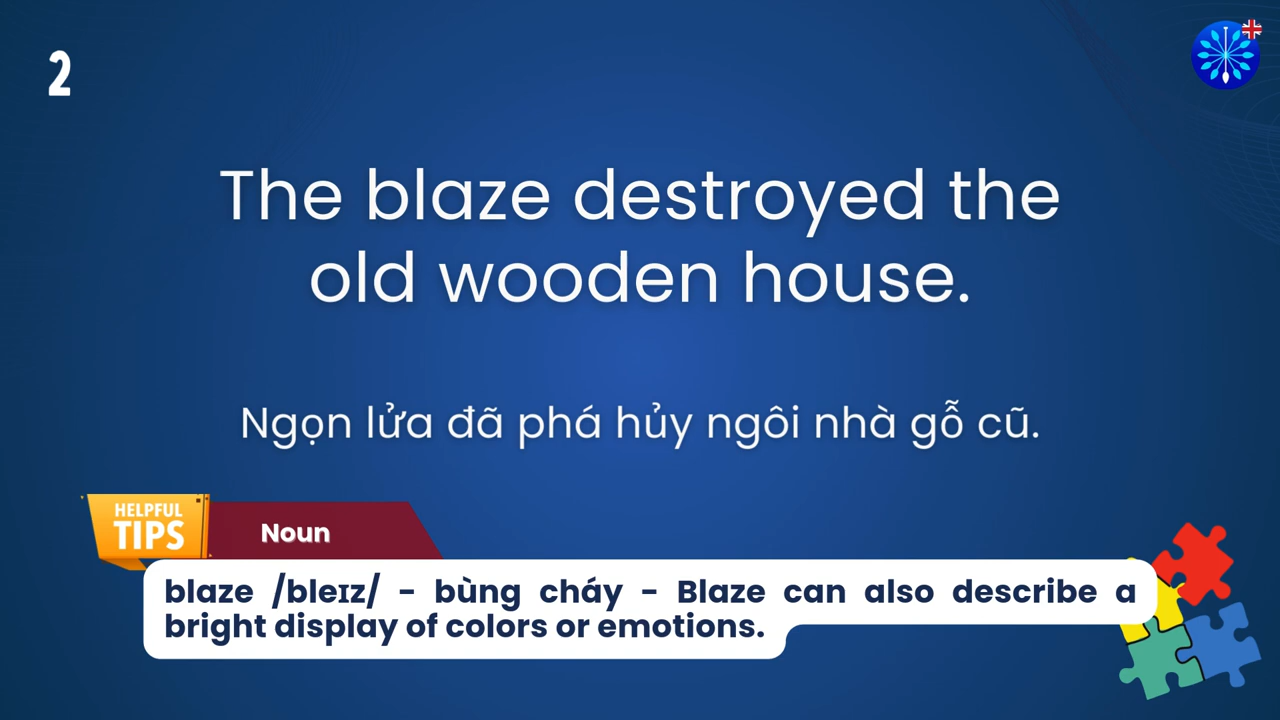 2
The blaze destroyed the
old wooden house.
Ngọn lửa đã phá hủy ngôi nhà gỗ cũ.
HELPFUL
TIPS
Noun
blaze /bleɪz/ - bùng cháy - Blaze can also describe a
bright display of colors or emotions.